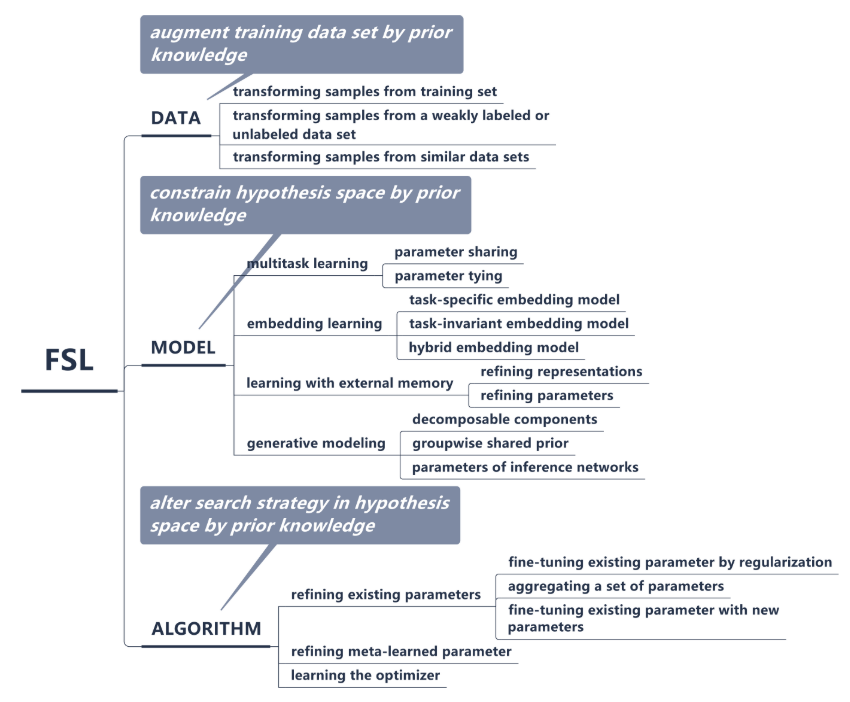 augment training data set by prior
knowledge
transforming samples from training set
DATA
transforming samples from a weakly labeled or
unlabeled data set
transforming samples from similar data sets
constrain hypothesis space by prior
knowledge
multitask learning
parameter sharing
parameter tying
task-specific embedding model
embedding learning
task-invariant embedding model
MODEL
hybrid embedding model
FSL
learning with external memory
refining representations
refining parameters
decomposable components
generative modeling
groupwise shared prior
parameters of inference networks
alter search strategy in hypothesis
space by prior knowledge
fine-tuning existing parameter by regularization
refining existing parameters
aggregating a set of parameters
fine-tuning existing parameter with new
parameters
ALGORITHM
refining meta-learned parameter
learning the optimizer